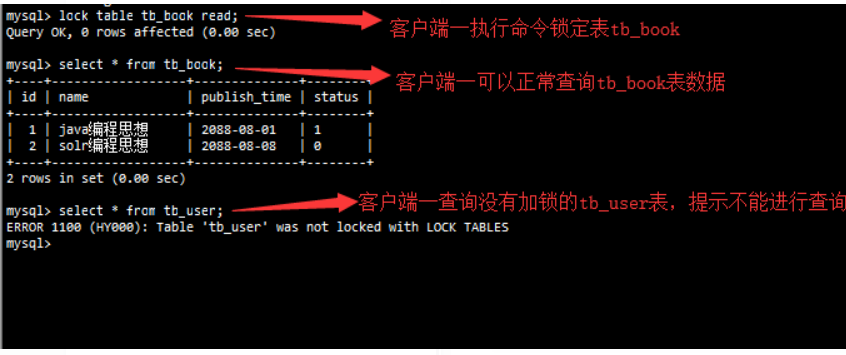 mysql> lock table tb_book read;
客户端一执行命令锁定表tb_book
Query OK, 0 rows affected (0.00 sec)
mysql> select * from tb_book;
客户端一可以正常查询tb_book表数据
+----+------------------+--------------+--------+
| id | name | publish_time | status |
+----+------------------+--------------+--------+
| 1 | java编程思想 | 2088-08-01 | 1 |
| 2 | solr编程思想 | 2088-08-08 | 0 |
+----+------------------+--------------+--------+
2 rows in set (0.00 sec)
mysql> select * from tb_user;
客户端一查询没有加锁的tb_user表，提示不能进行查询
ERROR 1100 (HY000): Table 'tb_user' was not locked with LOCK TABLES
mysql>